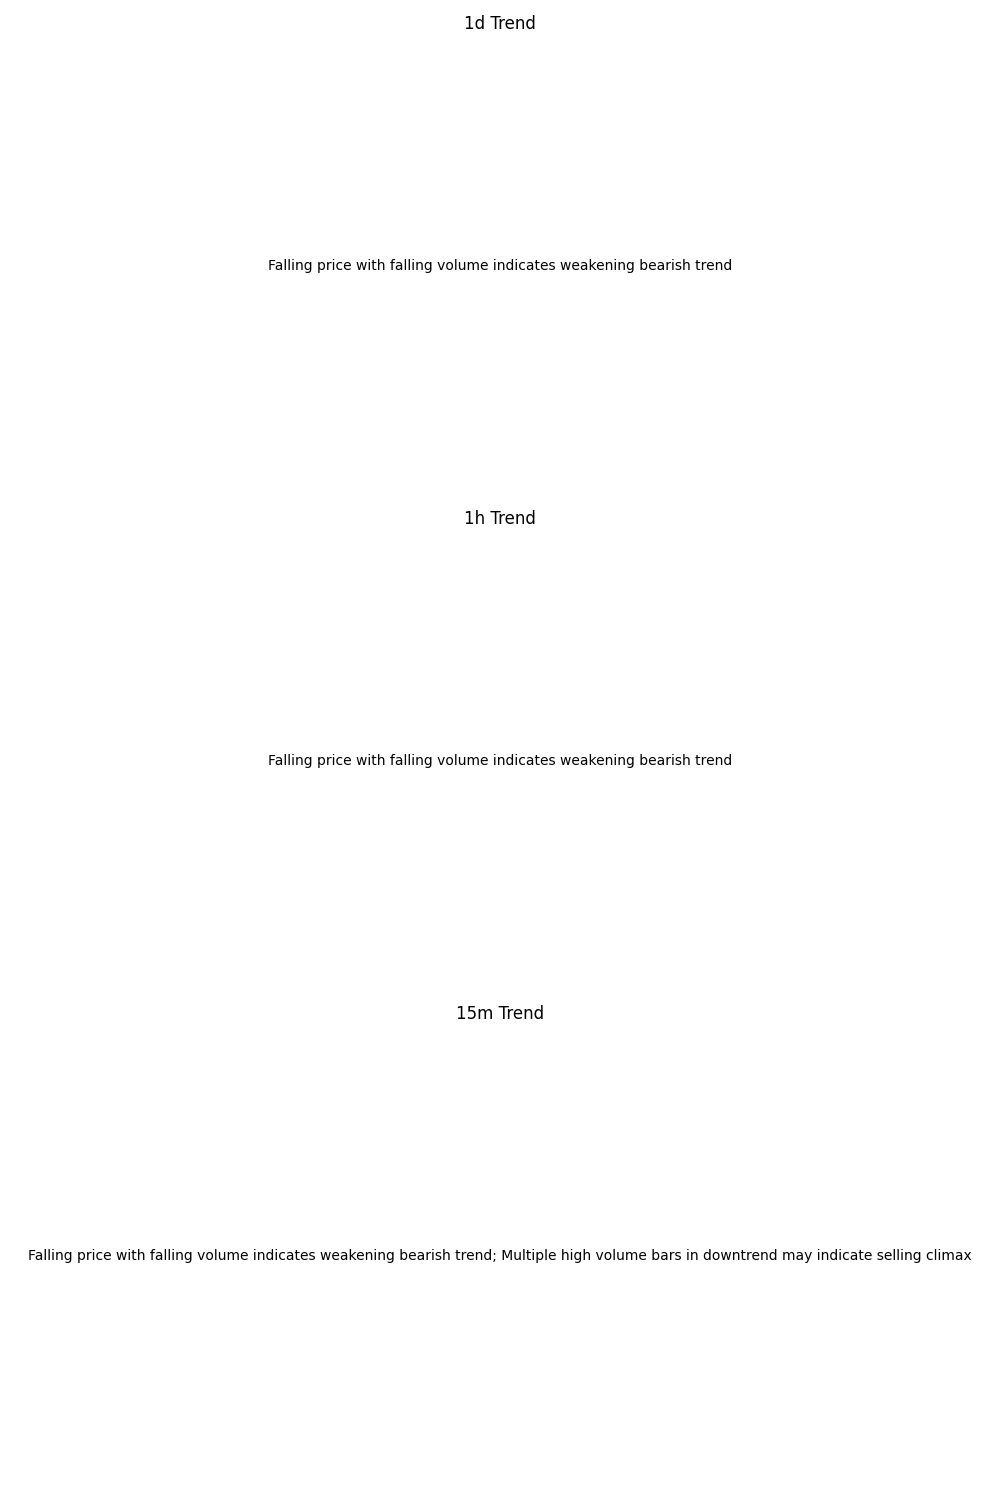 1d Trend
Falling price with falling volume indicates weakening bearish trend
1h Trend
Falling price with falling volume indicates weakening bearish trend
15m Trend
Falling price with falling volume indicates weakening bearish trend; Multiple high volume bars in downtrend may indicate selling climax